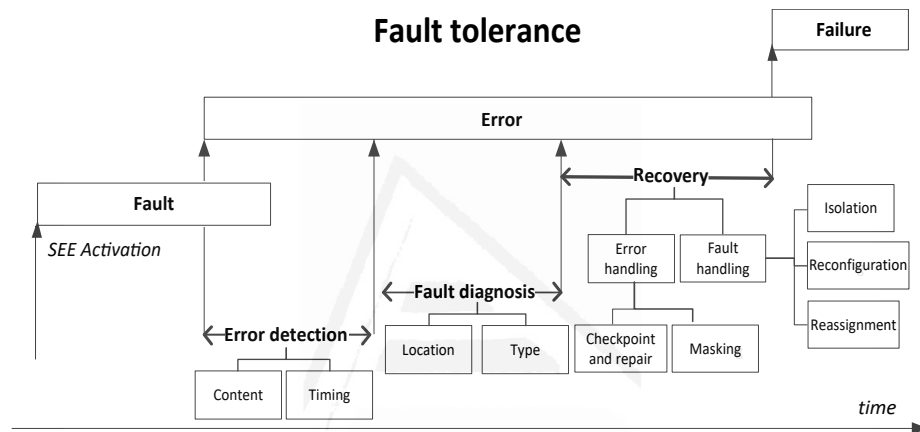 Fault tolerance
Failure
Error
Recovery
Fault
Isolation
SEE Activation
Error
handling
Fault
handling
Reconfiguration
Fault diagnosis
Error detection
Location
Type
Checkpoint
and repair
Masking
Reassignment
Content
Timing
time